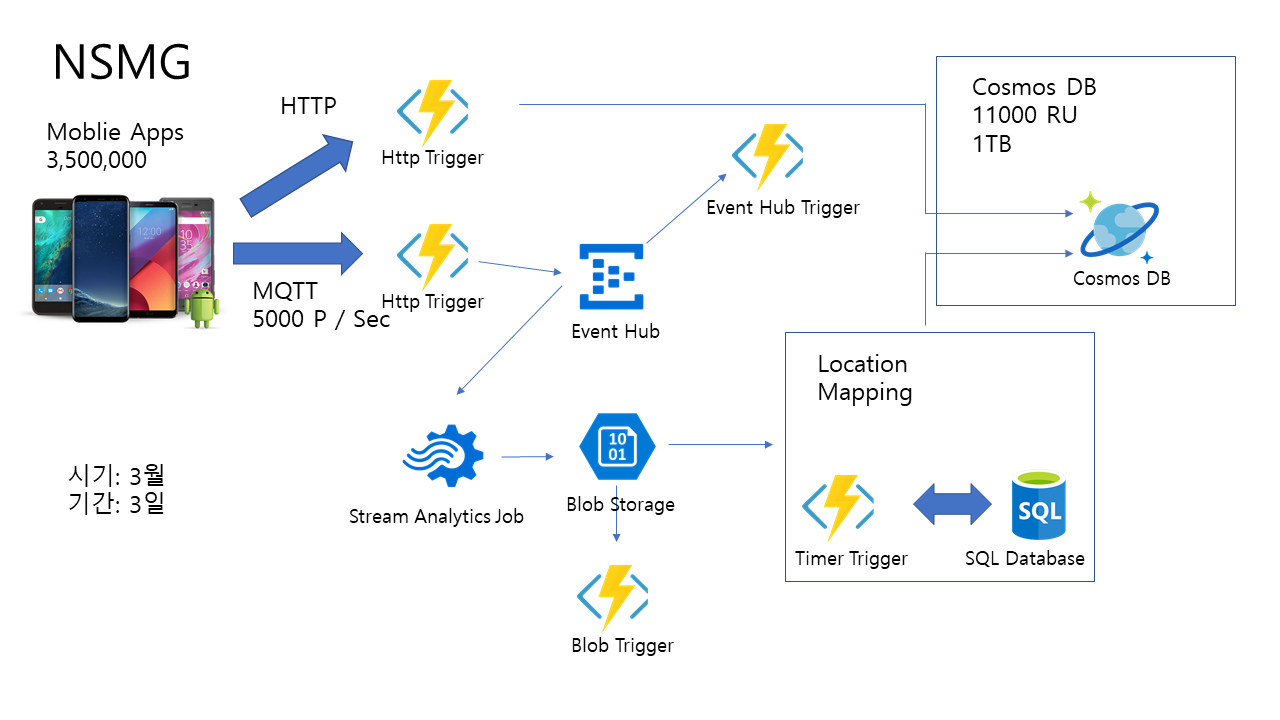 NSMG
Moblie Apps
3,500,000
HTTP
Http Trigger
MQTT
5000 P / Sec
Http Trigger
Event Hub
Event Hub Trigger
Cosmos DB
11000 RU
1TB
Cosmos DB
Location
Mapping
Timer Trigger
SQL
SQL Database
Stream Analytics Job
10
01
Blob Storage
Blob Trigger
시기: 3월
기간: 3일